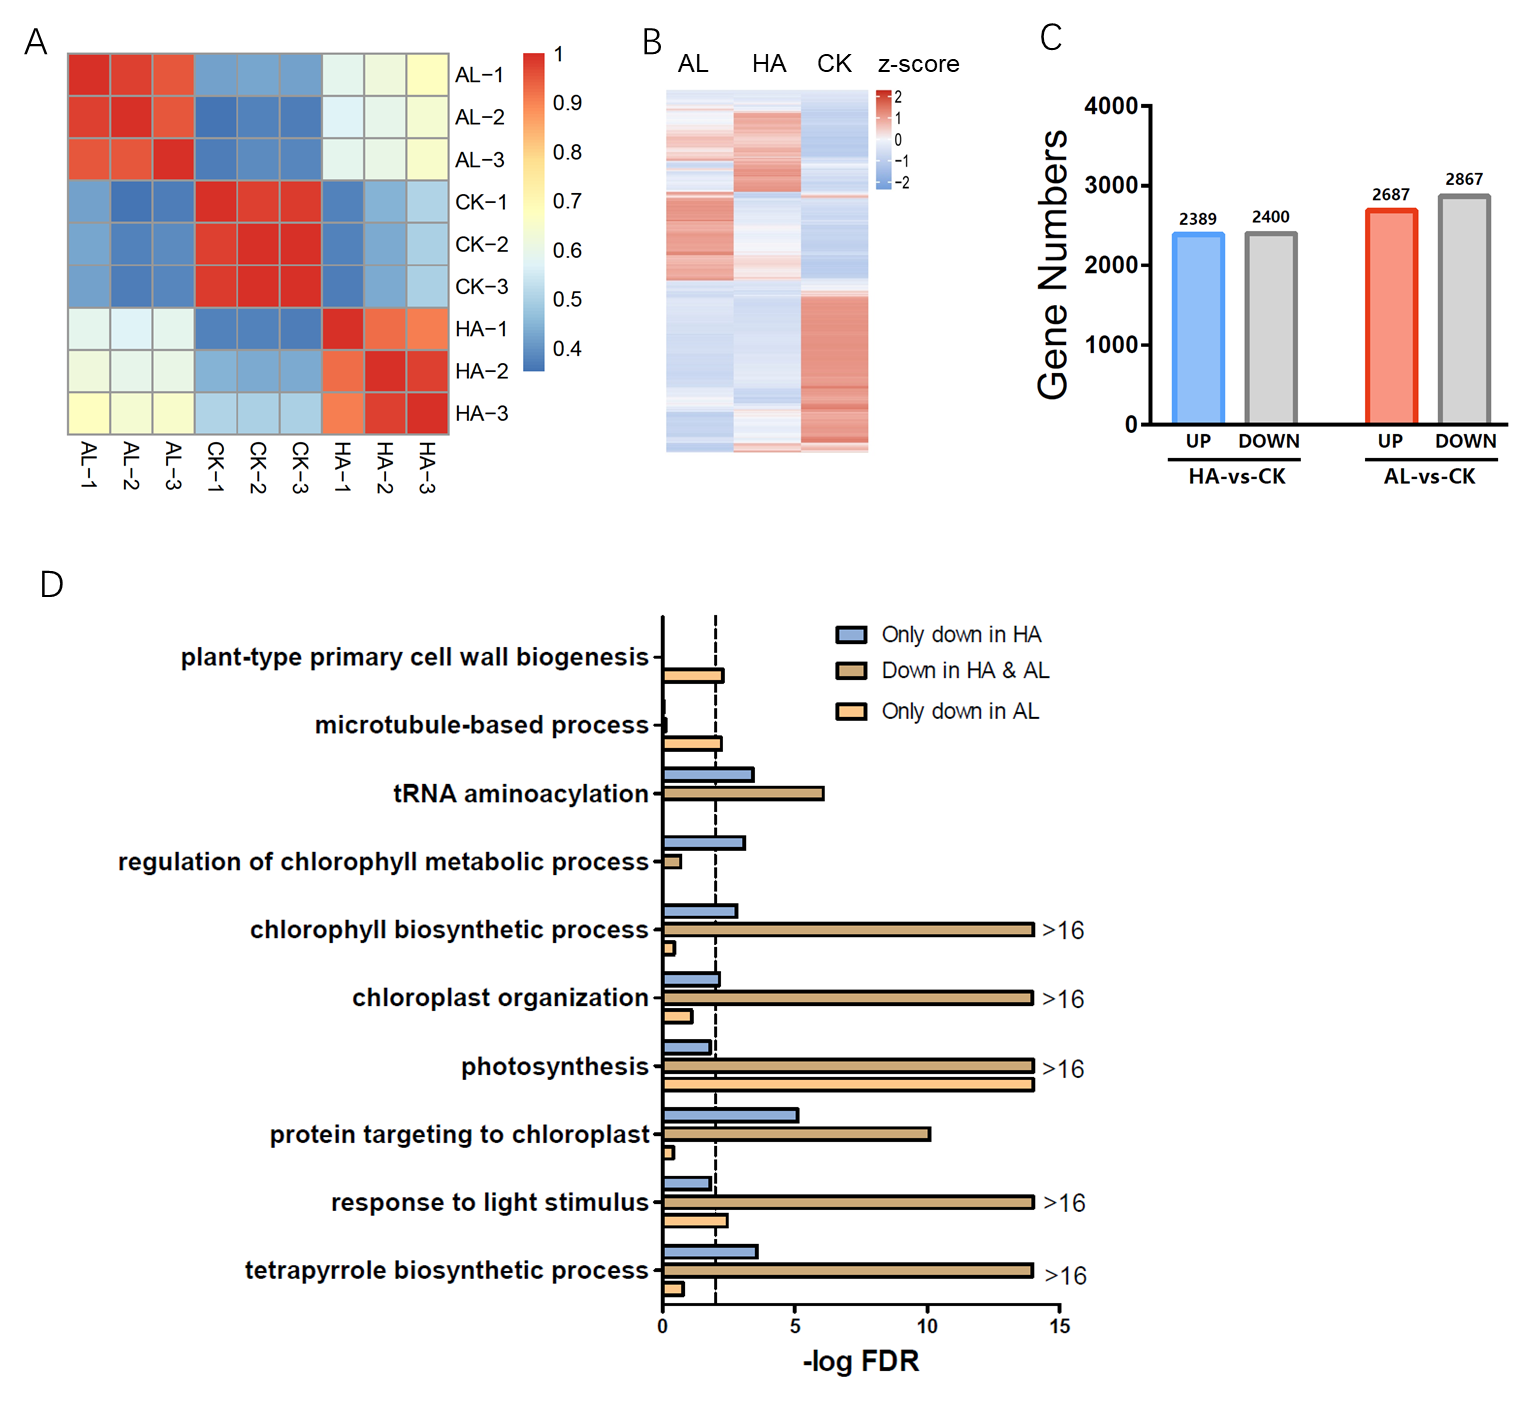 A
1
0.9
0.8
0.7
0.6
0.5
0.4
AL−1
AL−2
AL−3
CK−1
CK−2
CK−3
HA−1
HA−2
HA−3
AL−1
AL−2
AL−3
CK−1
CK−2
CK−3
HA−1
HA−2
HA−3
B
AL HA CK z-score
2
1
0
−1
−2
C
Gene Numbers
4000
3000
2000
1000
0
2389
2400
2687
2867
UP DOWN UP DOWN
HA-vs-CK AL-vs-CK
D
Only down in HA
Down in HA & AL
Only down in AL
plant-type primary cell wall biogenesis
microtubule-based process
tRNA aminoacylation
regulation of chlorophyll metabolic process
chlorophyll biosynthetic process >16
chloroplast organization >16
photosynthesis >16
protein targeting to chloroplast
response to light stimulus >16
tetrapyrrole biosynthetic process >16
0 5 10 15
-log FDR